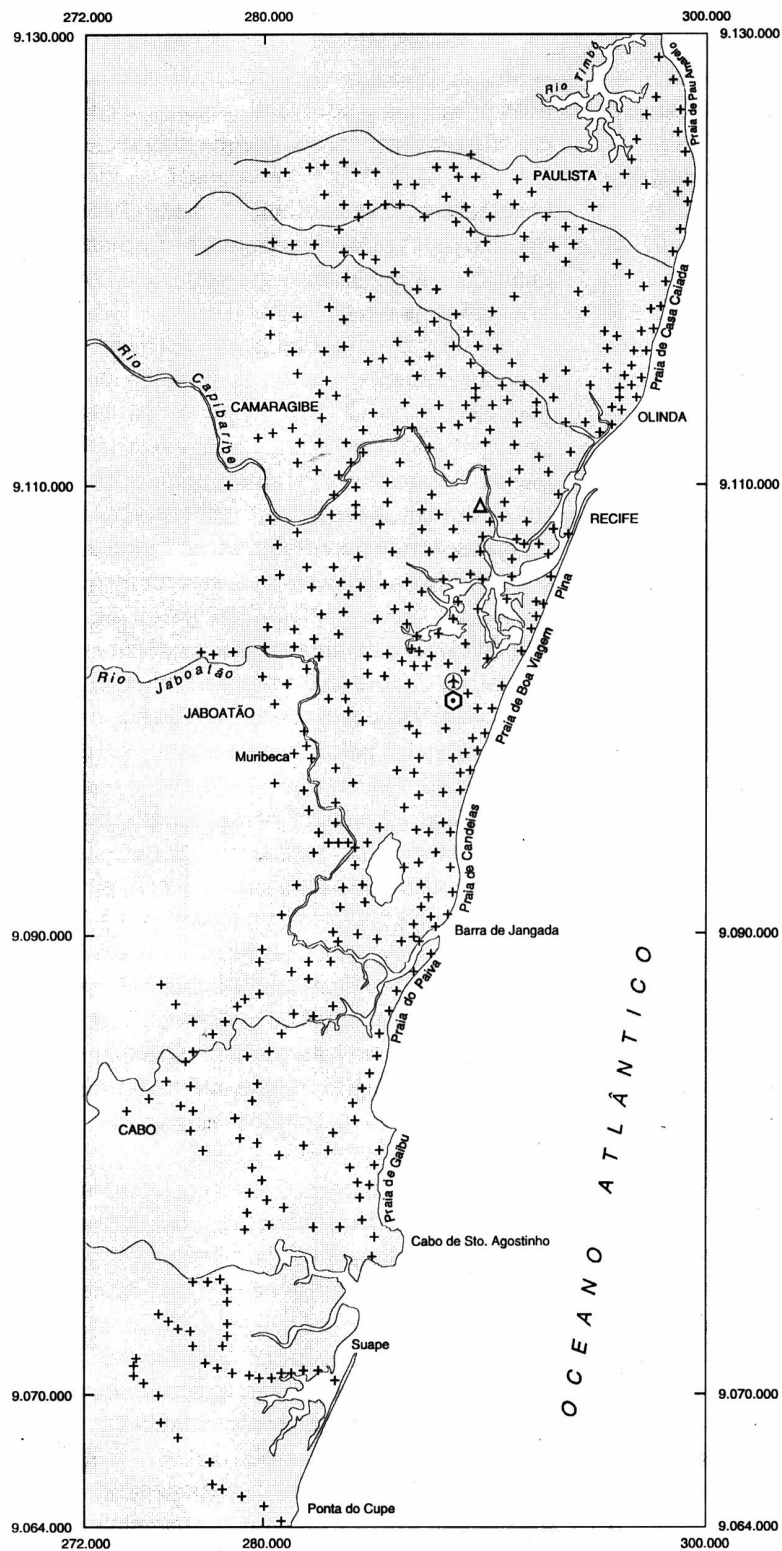 272.000
280.000
300.000
9.130.000
9.130.000
Rio Timbó
Praia de Pau Amarelo
PAULISTA
Praia de Casa Caiada
Rio Capibaribe
CAMARAGIBE
OLINDA
9.110.000
9.110.000
RECIFE
Pina
Praia de Boa Viagem
Rio Jaboatão
JABOATÃO
Muribeca
Praia de Candeias
Barra de Jangada
9.090.000
9.090.000
Praia do Paiva
OCEANO ATLÂNTICO
CABO
Praia de Gaibu
Cabo de Sto. Agostinho
Suape
9.070.000
9.070.000
Ponta do Cupe
9.064.000
9.064.000
272.000
280.000
300.000